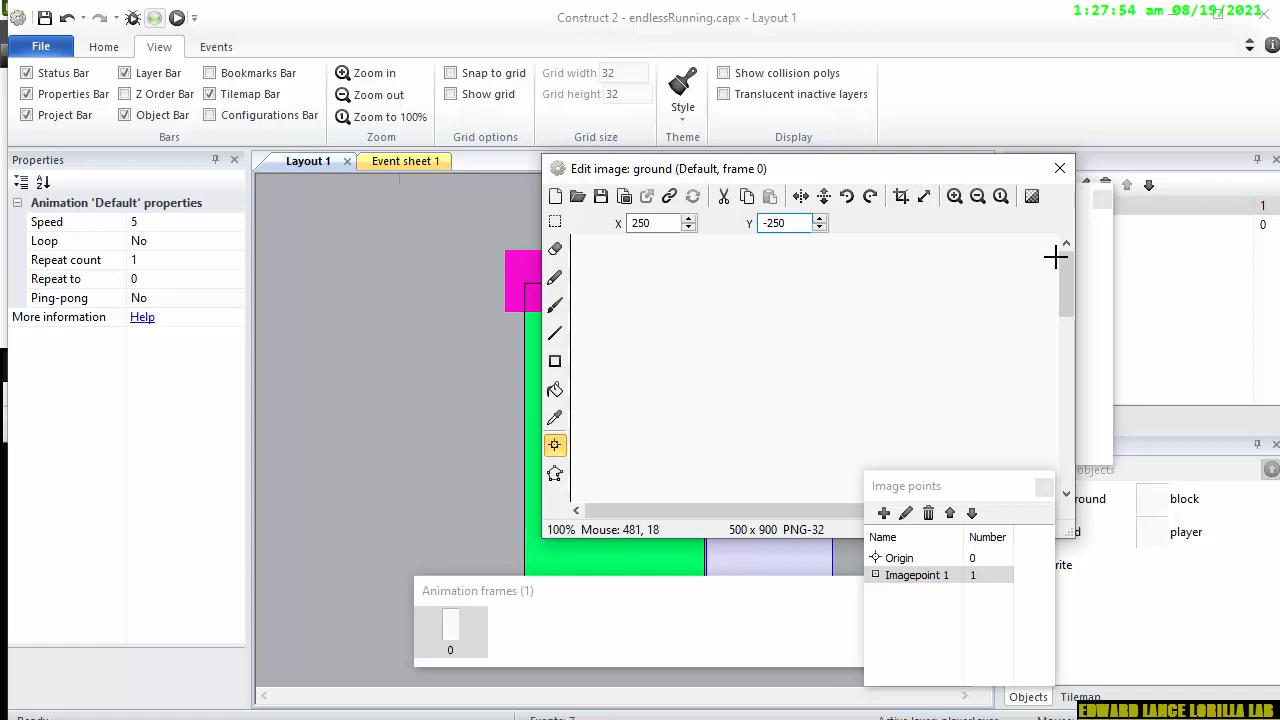 Construct 2 - endlessRunning.capx - Layout 1
1:27:54 am 08/19/2021
File Home View Events
Status Bar Layer Bar Bookmarks Bar Zoom in Snap to grid Grid width 32 Show collision polys
Properties Bar Z Order Bar Tilemap Bar Zoom out Show grid Grid height 32 Style Translucent inactive layers
Project Bar Object Bar Configurations Bar Zoom to 100%
Bars Zoom Grid options Grid size Theme Display
Properties
Layout 1 Event sheet 1
Edit image: ground (Default, frame 0)
Animation 'Default' properties
Speed 5
Loop No
Repeat count 1
Repeat to 0
Ping-pong No
More information Help
X 250 Y -250
1
0
100% Mouse: 481, 18 500 x 900 PNG-32
Image points
Name Number
Origin 0
Imagepoint 1 1
Animation frames (1)
0
objects
round block
d player
rite
Objects Tilemap
EDWARD LANCE LORILLA LAB